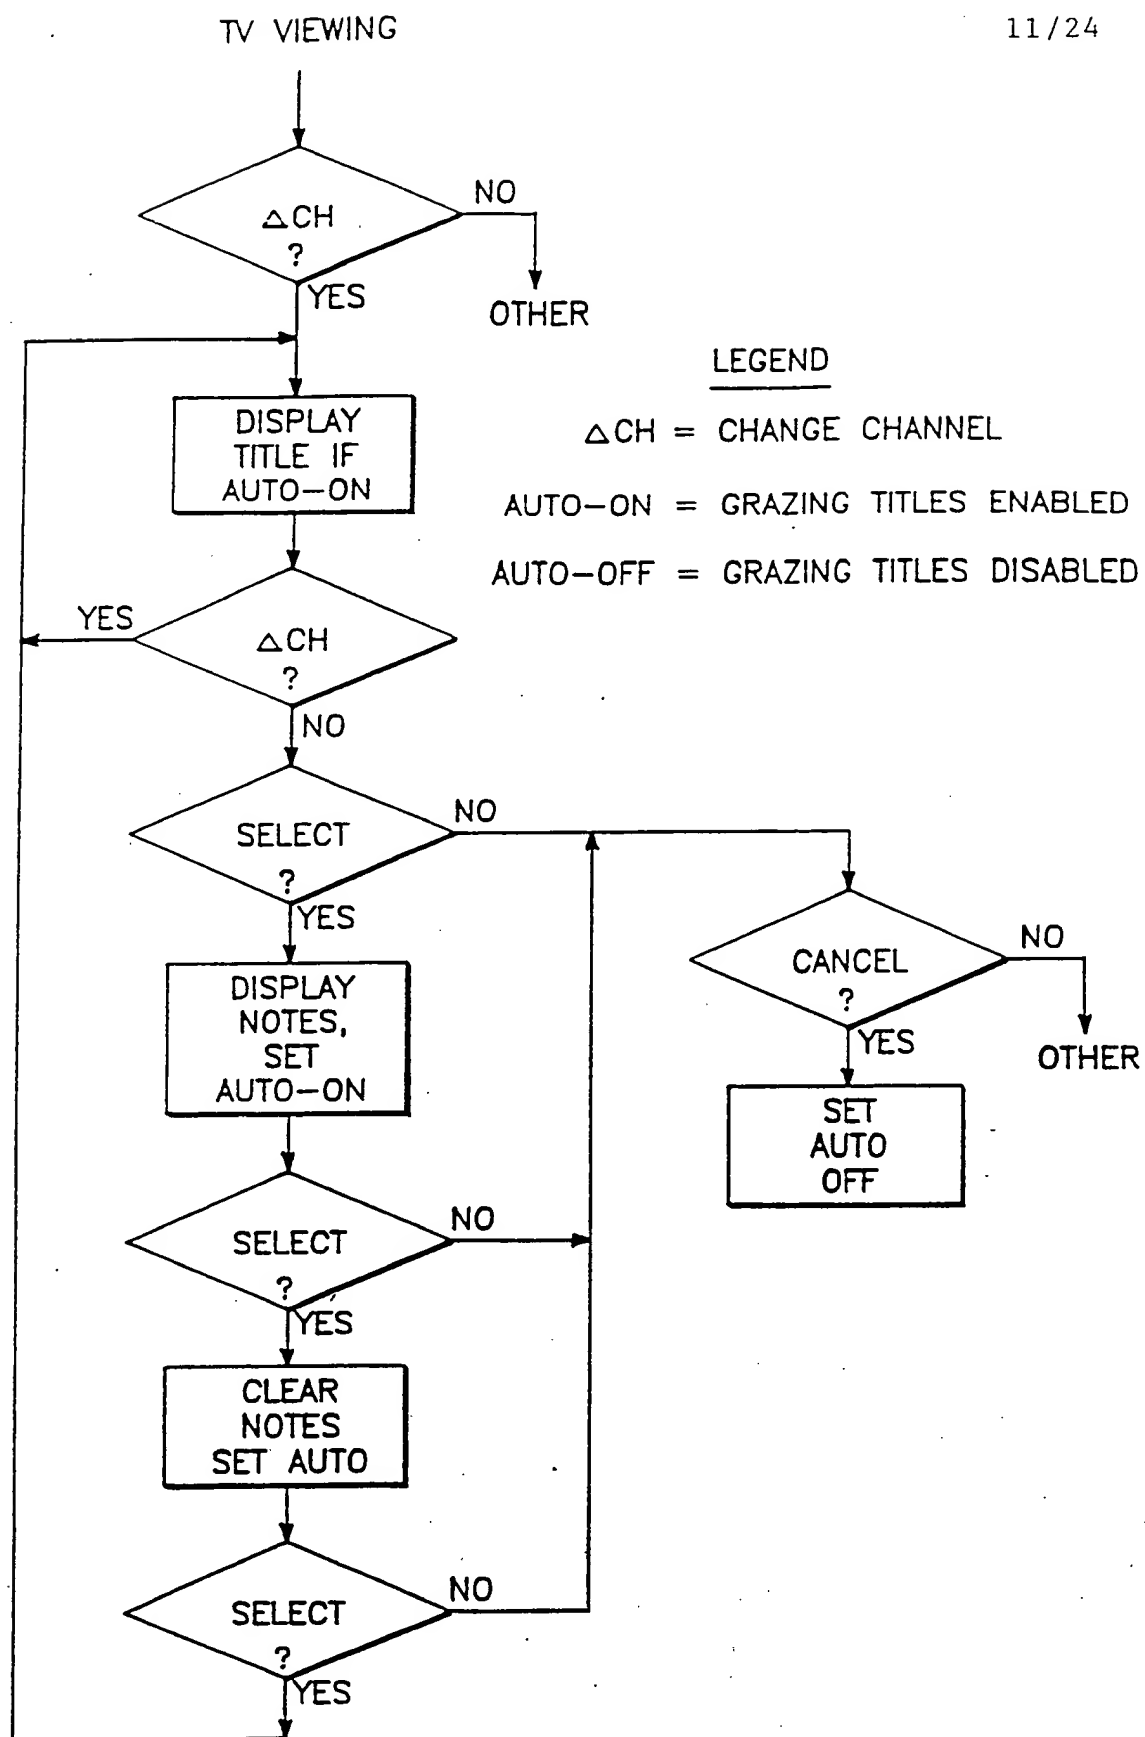 TV VIEWING
11/24
△CH
?
NO
YES
OTHER
LEGEND
△CH = CHANGE CHANNEL
AUTO-ON = GRAZING TITLES ENABLED
AUTO-OFF = GRAZING TITLES DISABLED
DISPLAY
TITLE IF
AUTO-ON
YES
△CH
?
NO
SELECT
?
NO
YES
CANCEL
?
NO
YES
OTHER
SET
AUTO
OFF
DISPLAY
NOTES,
SET
AUTO-ON
SELECT
?
NO
YES
CLEAR
NOTES
SET AUTO
SELECT
?
NO
YES